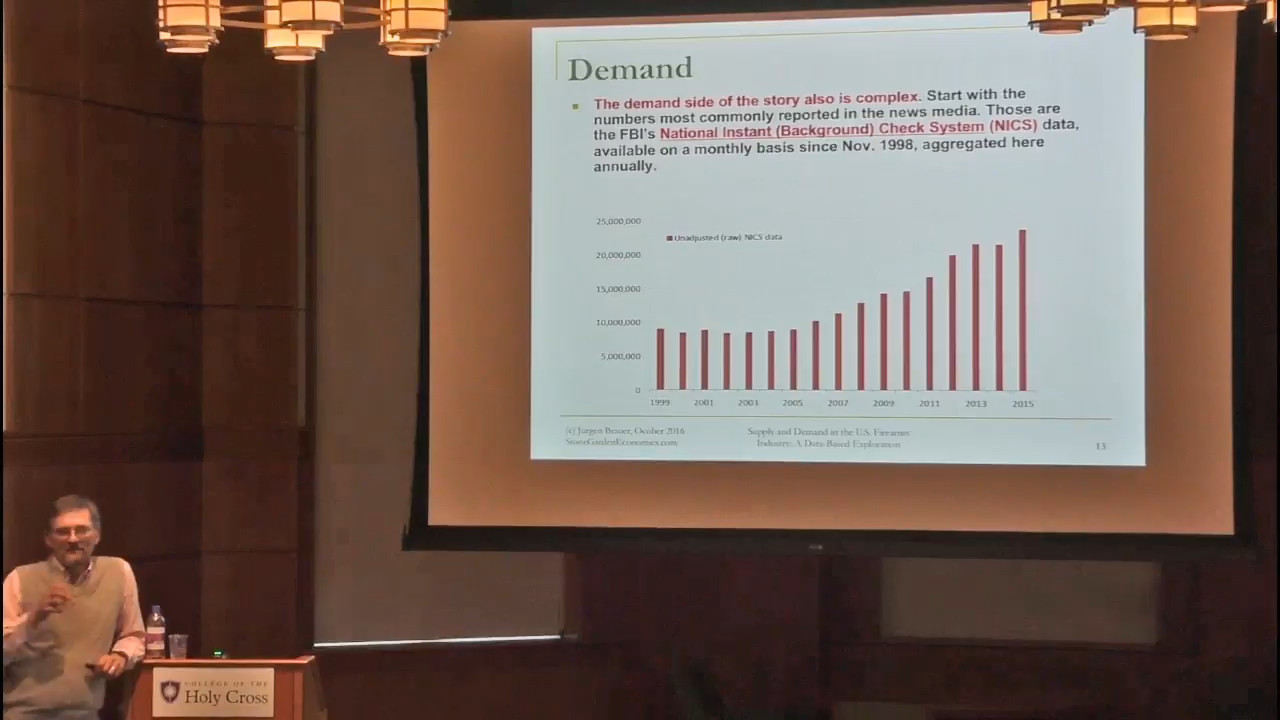 Demand
The demand side of the story also is complex. Start with the
numbers most commonly reported in the news media. Those are
the FBI's National Instant (Background) Check System (NICS) data,
available on a monthly basis since Nov. 1998, aggregated here
annually.
25,000,000
Unadjusted (raw) NICS data
20,000,000
15,000,000
10,000,000
5,000,000
0
1999 2001 2003 2005 2007 2009 2011 2013 2015
(c) Jurgen Brauer, October 2016
StoneGardenEconomics.com
Supply and Demand in the U.S. Firearms
Industry: A Data-Based Exploration
13
COLLEGE OF THE
Holy Cross